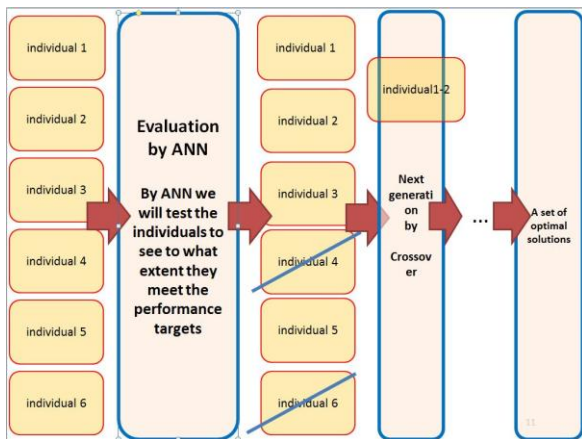 individual 1
individual 2
individual 3
individual 4
individual 5
individual 6
Evaluation
by ANN
By ANN we
will test the
individuals to
see to what
extent they
meet the
performance
targets
individual 1
individual 2
individual 3
individual 4
individual 5
individual 6
individual1-2
Next
generati
on
by
Crossov
er
...
A set of
optimal
solutions
11